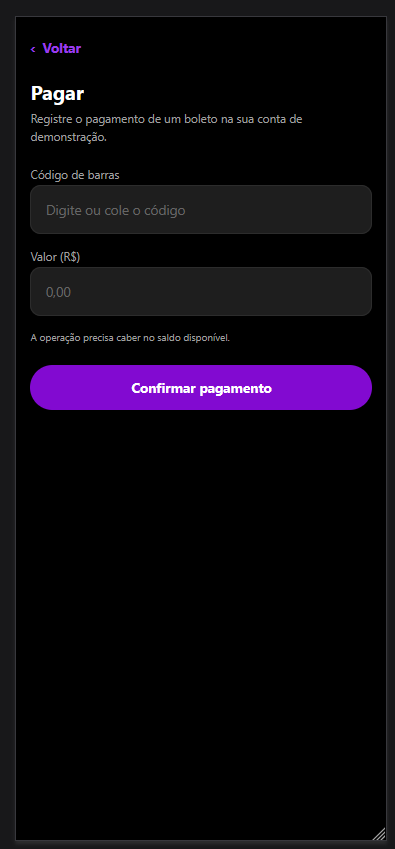 ‹ Voltar
Pagar
Registre o pagamento de um boleto na sua conta de
demonstração.
Código de barras
Digite ou cole o código
Valor (R$)
0,00
A operação precisa caber no saldo disponível.
Confirmar pagamento